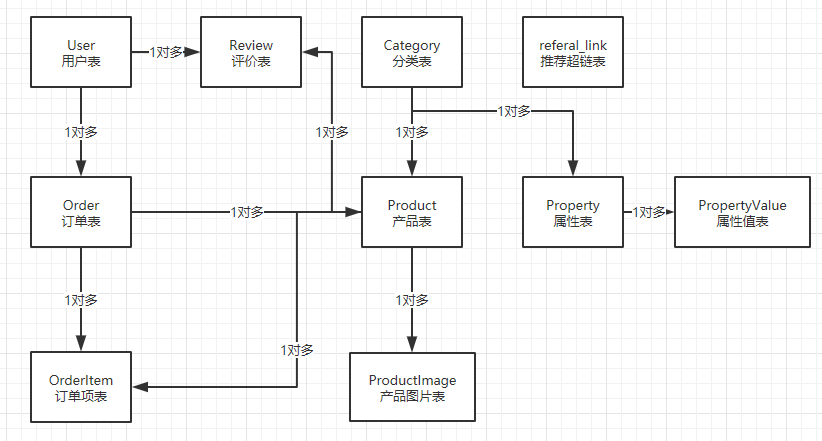 User
用户表
1对多
Review
评价表
Category
分类表
referal_link
推荐超链表
1对多
1对多
1对多
1对多
Order
订单表
1对多
Product
产品表
Property
属性表
1对多
PropertyValue
属性值表
1对多
1对多
1对多
OrderItem
订单项表
ProductImage
产品图片表